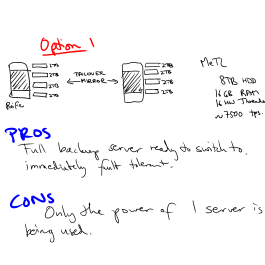 Option 1
2TB
2TB
2TB
2TB
FAILOVER
MIRROR
2TB
2TB
2TB
2TB
MeTL
8TB HDD
16GB RAM
16 HW Threads
~7500 tps.
PROS
Full backup server ready to switch to.
immediately fault tolerant.
CONS
Only the power of 1 server is
being used.